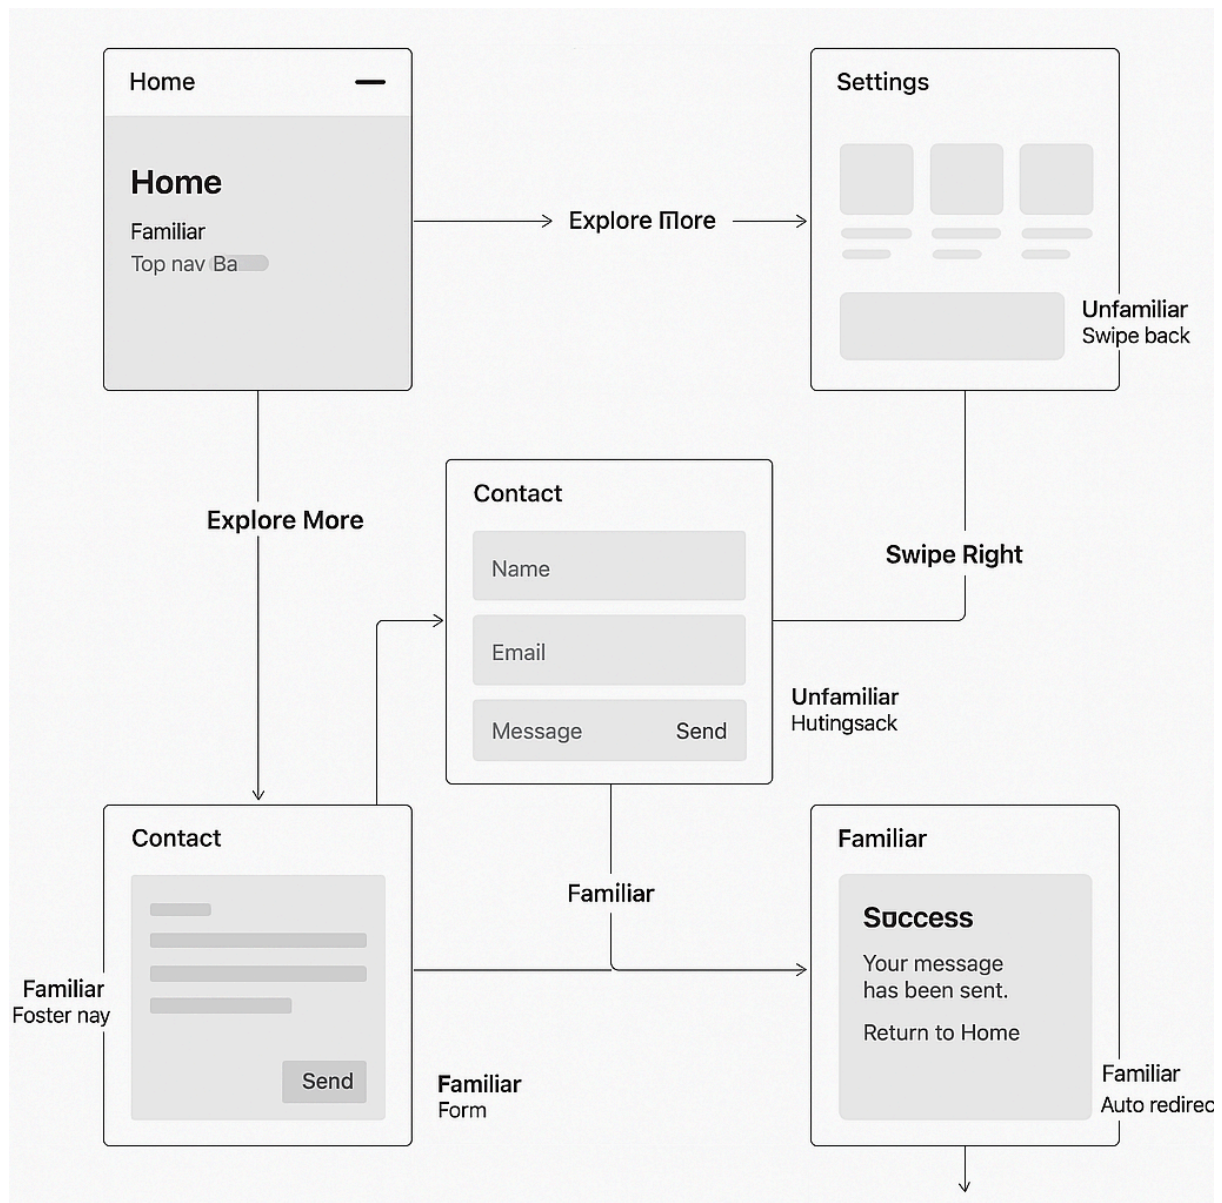 Home
Home
Familiar
Top nav Ba
Explore More
Settings
Unfamiliar
Swipe back
Explore More
Contact
Name
Email
Message Send
Swipe Right
Unfamiliar
Hutingsack
Contact
Send
Familiar
Foster nay
Familiar
Form
Familiar
Familiar
Success
Your message
has been sent.
Return to Home
Familiar
Auto redirec